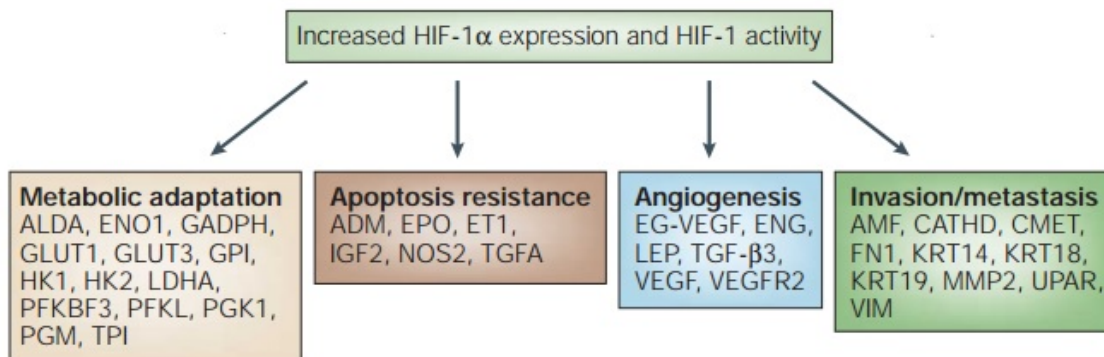 Increased HIF-1α expression and HIF-1 activity
Metabolic adaptation
ALDA, ENO1, GADPH,
GLUT1, GLUT3, GPI,
HK1, HK2, LDHA,
PFKBF3, PFKL, PGK1,
PGM, TPI
Apoptosis resistance
ADM, EPO, ET1,
IGF2, NOS2, TGFA
Angiogenesis
EG-VEGF, ENG,
LEP, TGF-β3,
VEGF, VEGFR2
Invasion/metastasis
AMF, CATHD, CMET,
FN1, KRT14, KRT18,
KRT19, MMP2, UPAR,
VIM